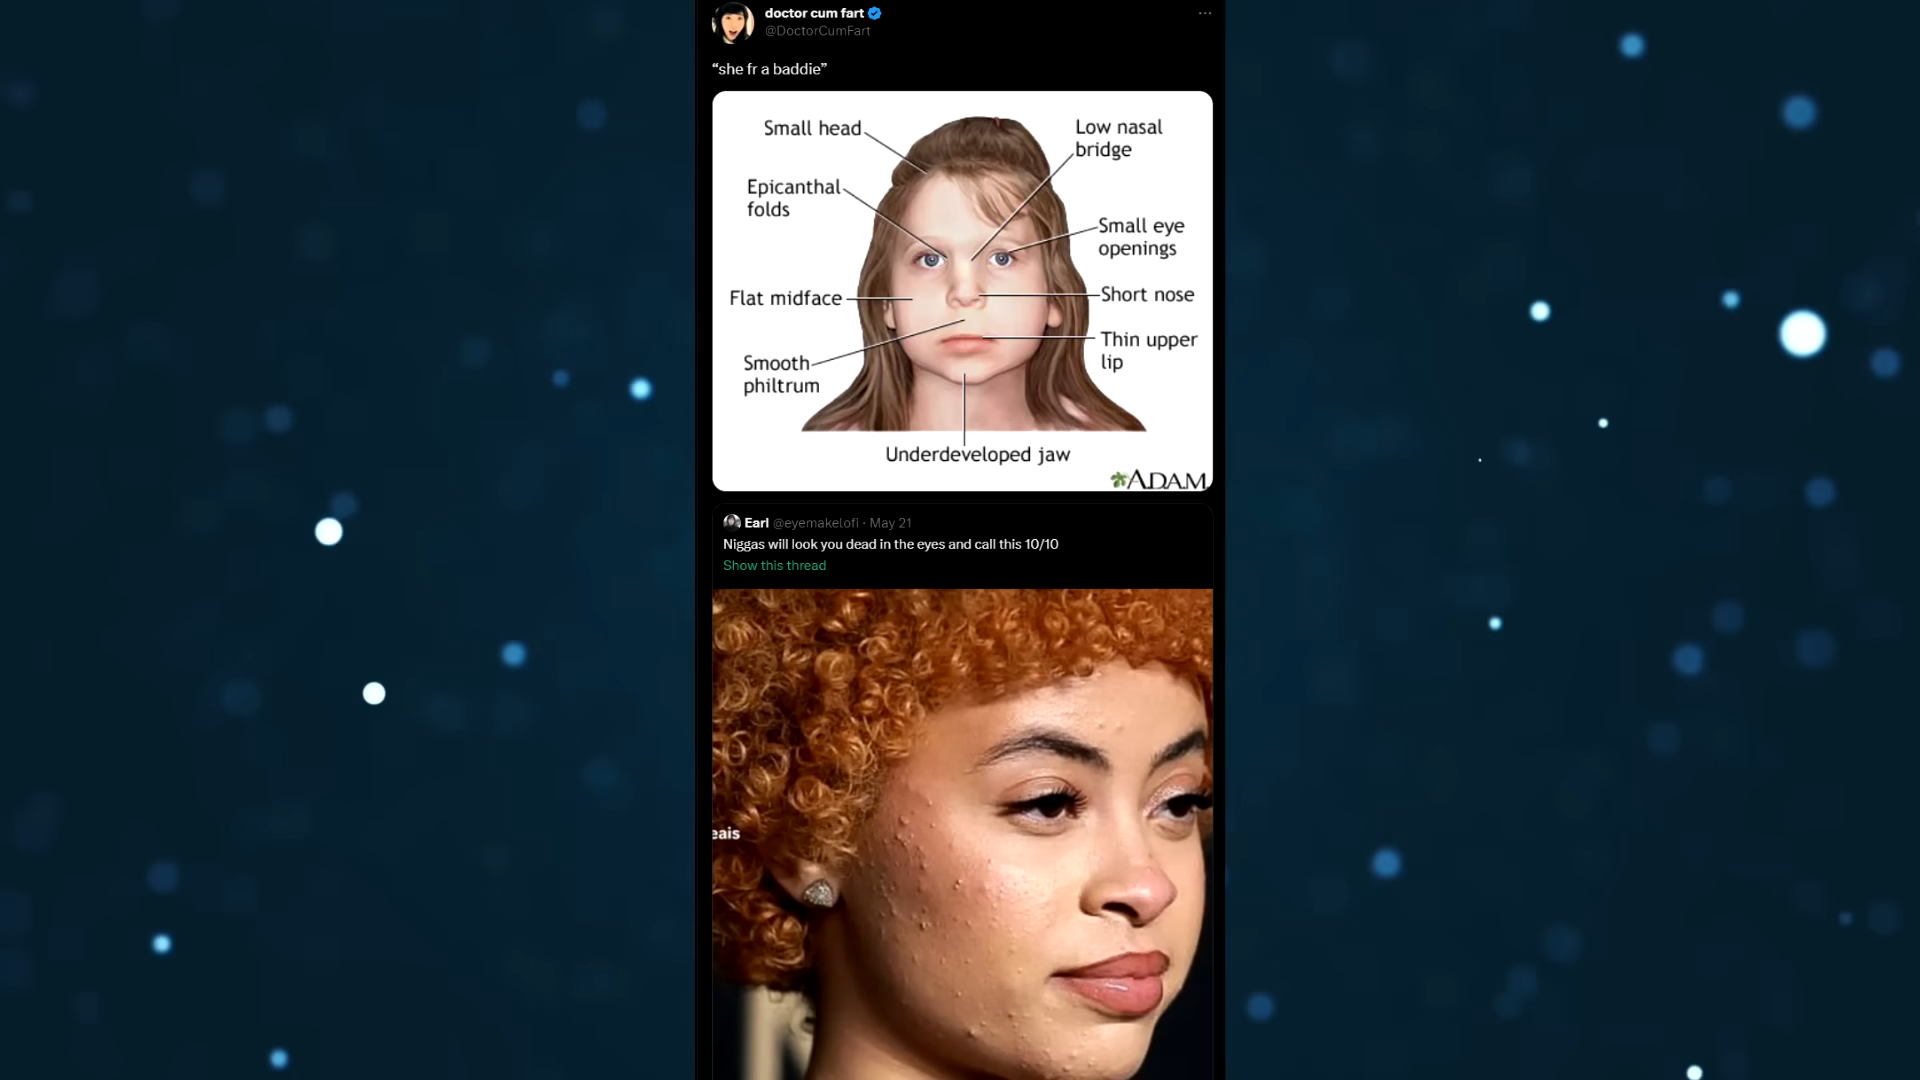 doctor cum fart
@DoctorCumFart
“she fr a baddie”
Small head
Low nasal
bridge
Epicanthal
folds
Small eye
openings
Flat midface
Short nose
Smooth
philtrum
Thin upper
lip
Underdeveloped jaw
A.D.A.M.
Earl @eyemakelofi · May 21
Niggas will look you dead in the eyes and call this 10/10
Show this thread
eais